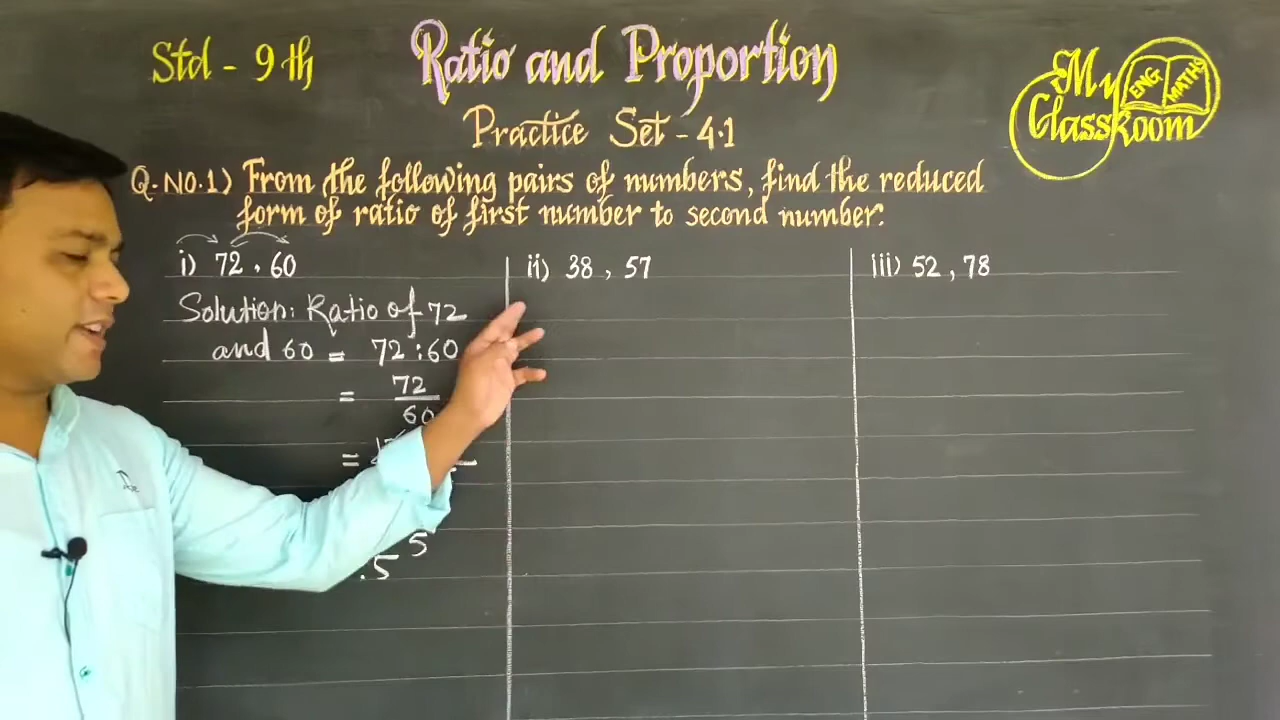 Std - 9 th
Ratio and Proportion
My Classroom
ENG MATHS
Practice Set - 4.1
Q. NO. 1) From the following pairs of numbers, find the reduced
form of ratio of first number to second number.
i) 72 , 60
Solution: Ratio of 72
and 60 = 72 : 60
= 72
60
=
5
5
ii) 38 , 57
iii) 52 , 78